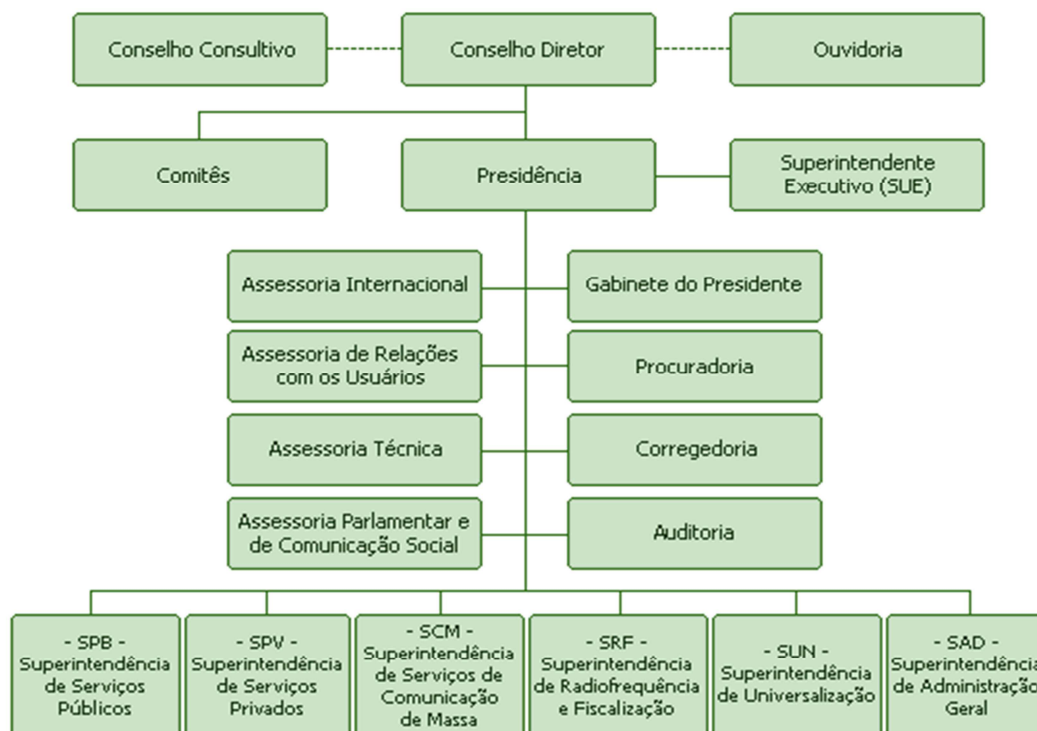 Conselho Consultivo
Conselho Diretor
Ouvidoria
Comitês
Presidência
Superintendente
Executivo (SUE)
Assessoria Internacional
Gabinete do Presidente
Assessoria de Relações
com os Usuários
Procuradoria
Assessoria Técnica
Corregedoria
Assessoria Parlamentar e
de Comunicação Social
Auditoria
- SPB -
Superintendência
de Serviços
Públicos
- SPV -
Superintendência
de Serviços
Privados
- SCM -
Superintendência
de Serviços de
Comunicação
de Massa
- SRF -
Superintendência
de Radiofrequência
e Fiscalização
- SUN -
Superintendência
de Universalização
- SAD -
Superintendência
de Administração
Geral